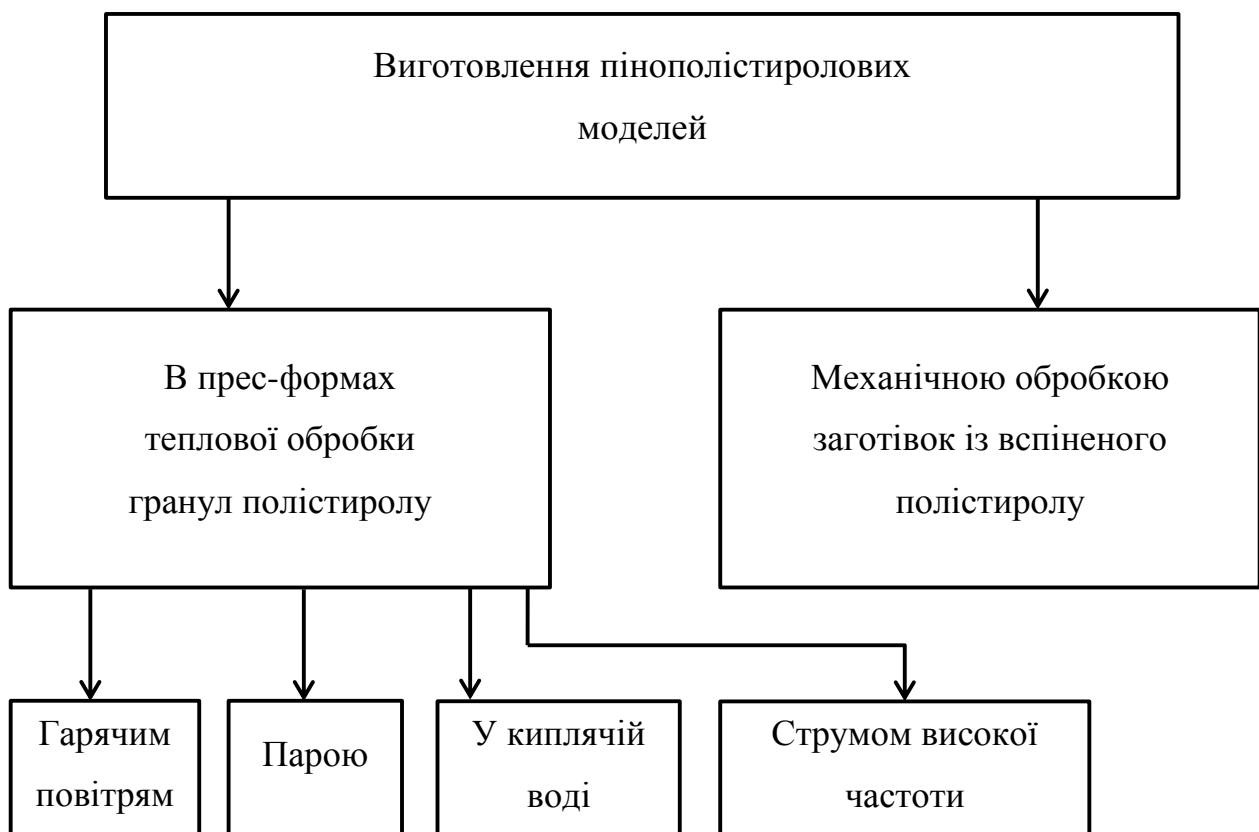 Виготовлення пінополістиролових
моделей
В прес-формах
теплової обробки
гранул полістиролу
Механічною обробкою
заготівок із вспіненого
полістиролу
Гарячим
повітрям
Парою
У киплячій
воді
Струмом високої
частоти